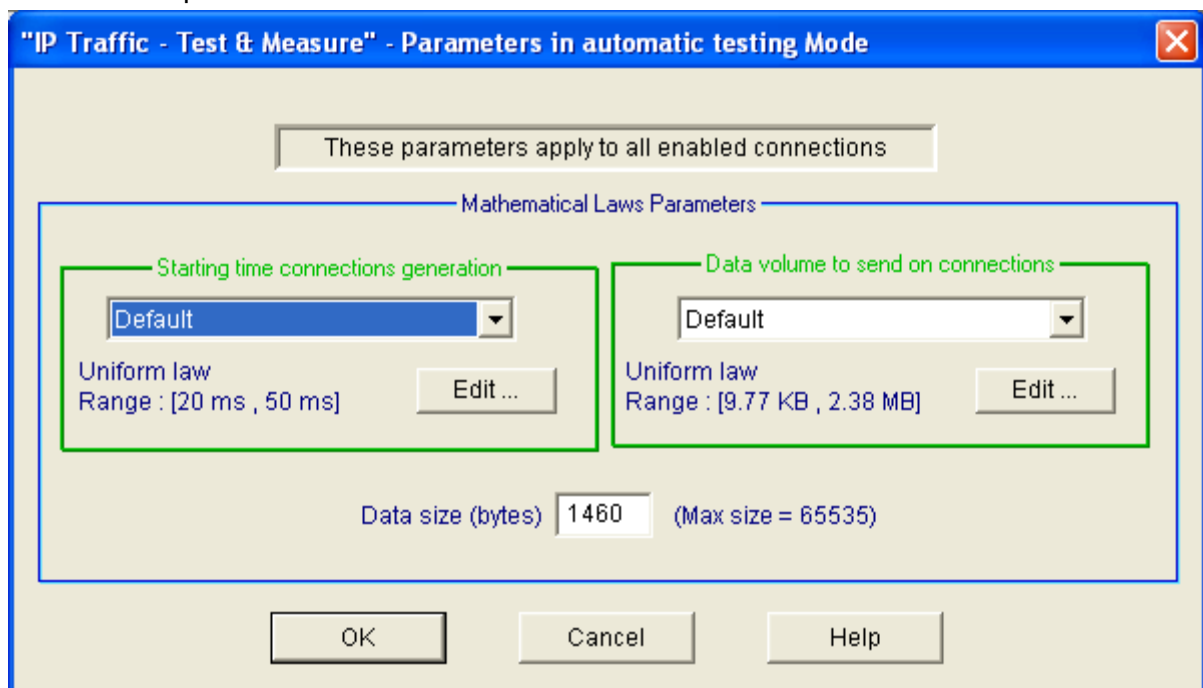 "IP Traffic - Test & Measure" - Parameters in automatic testing Mode
These parameters apply to all enabled connections
Mathematical Laws Parameters
Starting time connections generation
Default
Uniform law
Range : [20 ms , 50 ms]
Edit ...
Data volume to send on connections
Default
Uniform law
Range : [9.77 KB , 2.38 MB]
Edit ...
Data size (bytes) 1460 (Max size = 65535)
OK Cancel Help